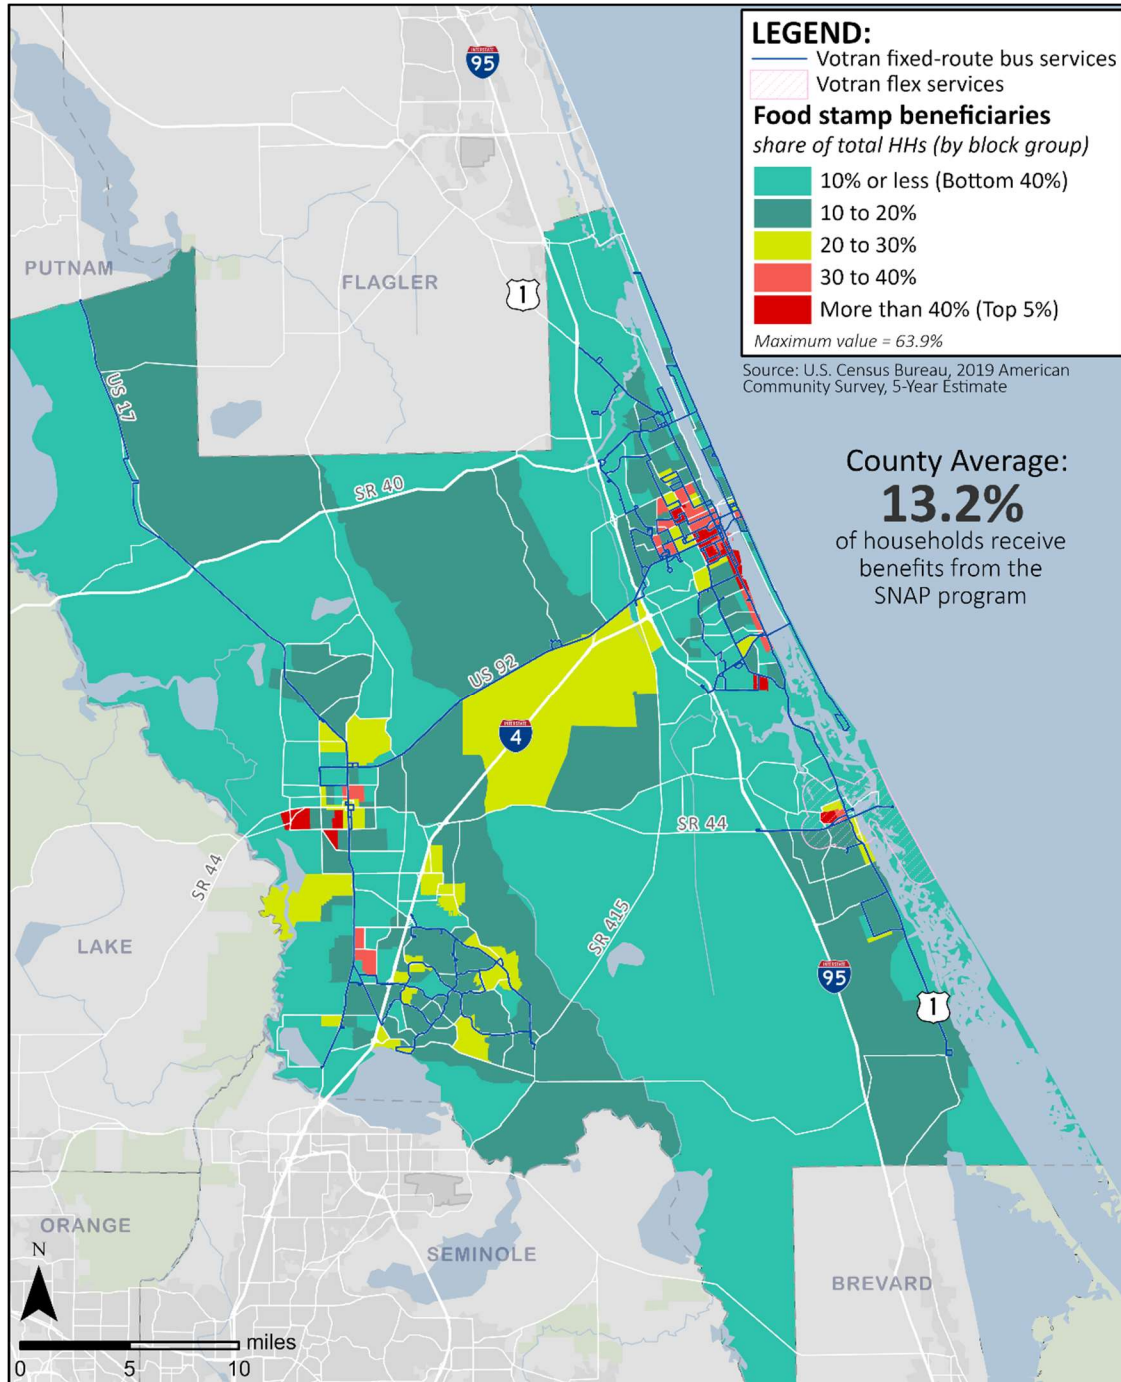 LEGEND:
Votran fixed-route bus services
Votran flex services
Food stamp beneficiaries
share of total HHs (by block group)
10% or less (Bottom 40%)
10 to 20%
20 to 30%
30 to 40%
More than 40% (Top 5%)
Maximum value = 63.9%
Source: U.S. Census Bureau, 2019 American
Community Survey, 5-Year Estimate
County Average:
13.2%
of households receive
benefits from the
SNAP program
INTERSTATE
95
PUTNAM
FLAGLER
1
US 17
SR 40
US 92
INTERSTATE
4
SR 44
SR 44
SR 415
LAKE
INTERSTATE
95
1
ORANGE
SEMINOLE
BREVARD
N
miles
0 5 10